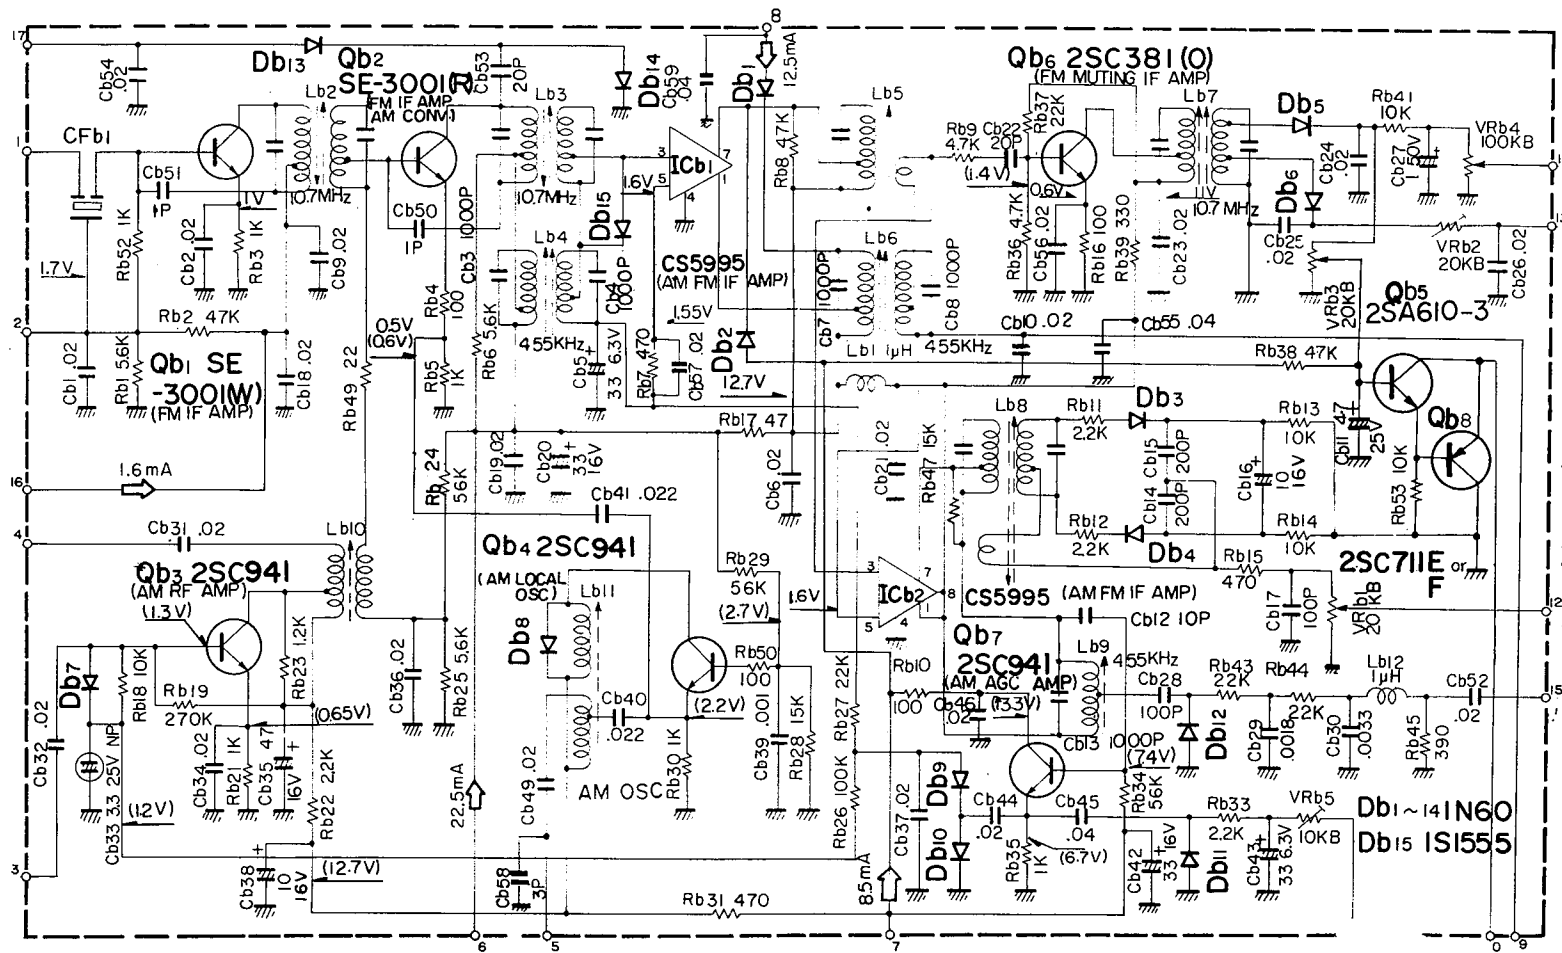 17
8
Cb54
.02
Db13
Qb2
SE-3001(R)
(FM IF AMP
AM CONV.)
Cb53
20P
Db14
Cb59
.04
Db1
12.5mA
Qb6 2SC381(O)
(FM MUTING IF AMP)
Lb2
Lb3
Lb5
Rb37
22K
Lb7
Db5
Rb41
10K
1
CFb1
Rb8 47K
Rb9
4.7K
Cb22
20P
Cb24
.02
Cb27
1 50V
VRb4
100KB
3
ICb1
7
5
1
4
1.6V
(1.4V)
0.6V
Db6
Cb51
1P
1V
10.7MHz
Cb50
1P
10.7MHz
Db15
1.1V
10.7MHz
Rb52 1K
Cb2 .02
Rb3 1K
Cb9 .02
Cb3 1000P
Lb4
Lb6
Rb36 4.7K
Cb56 .02
Rb16 100
Rb39 330
Cb23 .02
Cb25
.02
VRb2
20KB
Cb26 .02
1.7V
Cb4
1000P
CS5995
(AM FM IF AMP)
Cb7 1000P
Cb8 1000P
VRb3
20KB
Qb5
2SA610-3
2
Rb2 47K
0.5V
(0.6V)
Rb4
100
Rb6 5.6K
455KHz
1.55V
Db2
Lb1 1μH
455KHz
Cb10 .02
Cb55 .04
Cb1 .02
Rb1 5.6K
Qb1 SE
-3001(W)
(FM IF AMP)
Cb18 .02
Rb49 22
Rb5
1K
Cb5
33 6.3V
Rb7 470
Cb57 .02
12.7V
Rb38 47K
Lb8
Rb11
2.2K
Db3
Rb13
10K
Cb11 47
25V
Qb8
16
1.6mA
Rb24
56K
Cb19 .02
Cb20
33
16V
Rb17 47
Cb6 .02
Cb21 .02
Rb47 15K
Cb15
200P
Cb14
200P
Cb16
10
16V
Rb53 10K
Cb41 .022
4
Cb31 .02
Lb10
Qb4 2SC941
(AM LOCAL
OSC)
Rb12
2.2K
Db4
Rb14
10K
Rb15
470
2SC711E or
F
Qb3 2SC941
(AM RF AMP)
(1.3V)
Lb11
Rb29
56K
(2.7V)
1.6V
3
ICb2
7
8
1
5
4
CS5995 (AM FM IF AMP)
Cb12 10P
Cb17
100P
VRb1
20KB
12
Db7
Rb18 10K
Rb19
270K
Rb23 1.2K
Cb36 .02
Rb25 5.6K
Db8
Cb40
.022
Rb50
100
(2.2V)
Qb7
2SC941
(AM AGC AMP)
Rb10
100
Cb46
.02
(13.3V)
Lb9
455KHz
Cb28
100P
Rb43
22K
Rb44
22K
Lb12
1μH
Cb52
.02
15
Cb32 .02
(0.65V)
Cb34 .02
Rb21 1K
Cb35 47
16V
Rb22 2.2K
Rb30 1K
Cb39 .001
Rb28 15K
Rb27 22K
Cb13 1000P
(7.4V)
Db12
Cb29
.0018
Cb30
.0033
Rb45
390
Cb33 3.3 25V NP
(1.2V)
22.5mA
Cb49 .02
AM OSC
Rb26 100K
Cb37 .02
Db9
Db10
Cb44
.02
Cb45
.04
Rb34
56K
Rb33
2.2K
VRb5
10KB
Db1~14 1N60
Db15 1S1555
3
Cb38
10
16V
(12.7V)
Cb58
3P
8.5mA
Rb35
1K
(6.7V)
Cb42
33 16V
Db11
Cb43
33 6.3V
Rb31 470
6
5
7
9